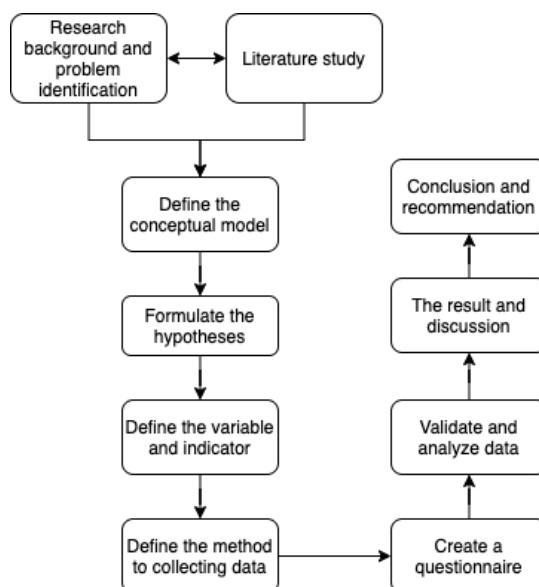 Research
background and
problem
identification
Literature study
Define the
conceptual model
Formulate the
hypotheses
Define the variable
and indicator
Define the method
to collecting data
Create a
questionnaire
Validate and
analyze data
The result and
discussion
Conclusion and
recommendation